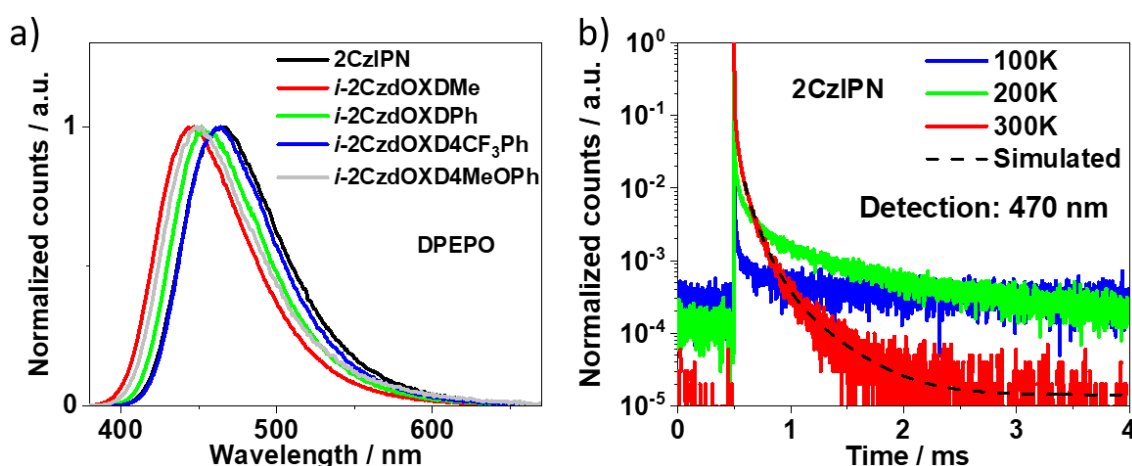 a)
Normalized counts / a.u.
1
0
2CzIPN
i-2CzdOXDMe
i-2CzdOXDPh
i-2CzdOXD4CF₃Ph
i-2CzdOXD4MeOPh
DPEPO
400
500
600
Wavelength / nm
b)
Normalized counts / a.u.
10⁰
10⁻¹
10⁻²
10⁻³
10⁻⁴
10⁻⁵
2CzIPN
100K
200K
300K
Simulated
Detection: 470 nm
0
1
2
3
4
Time / ms